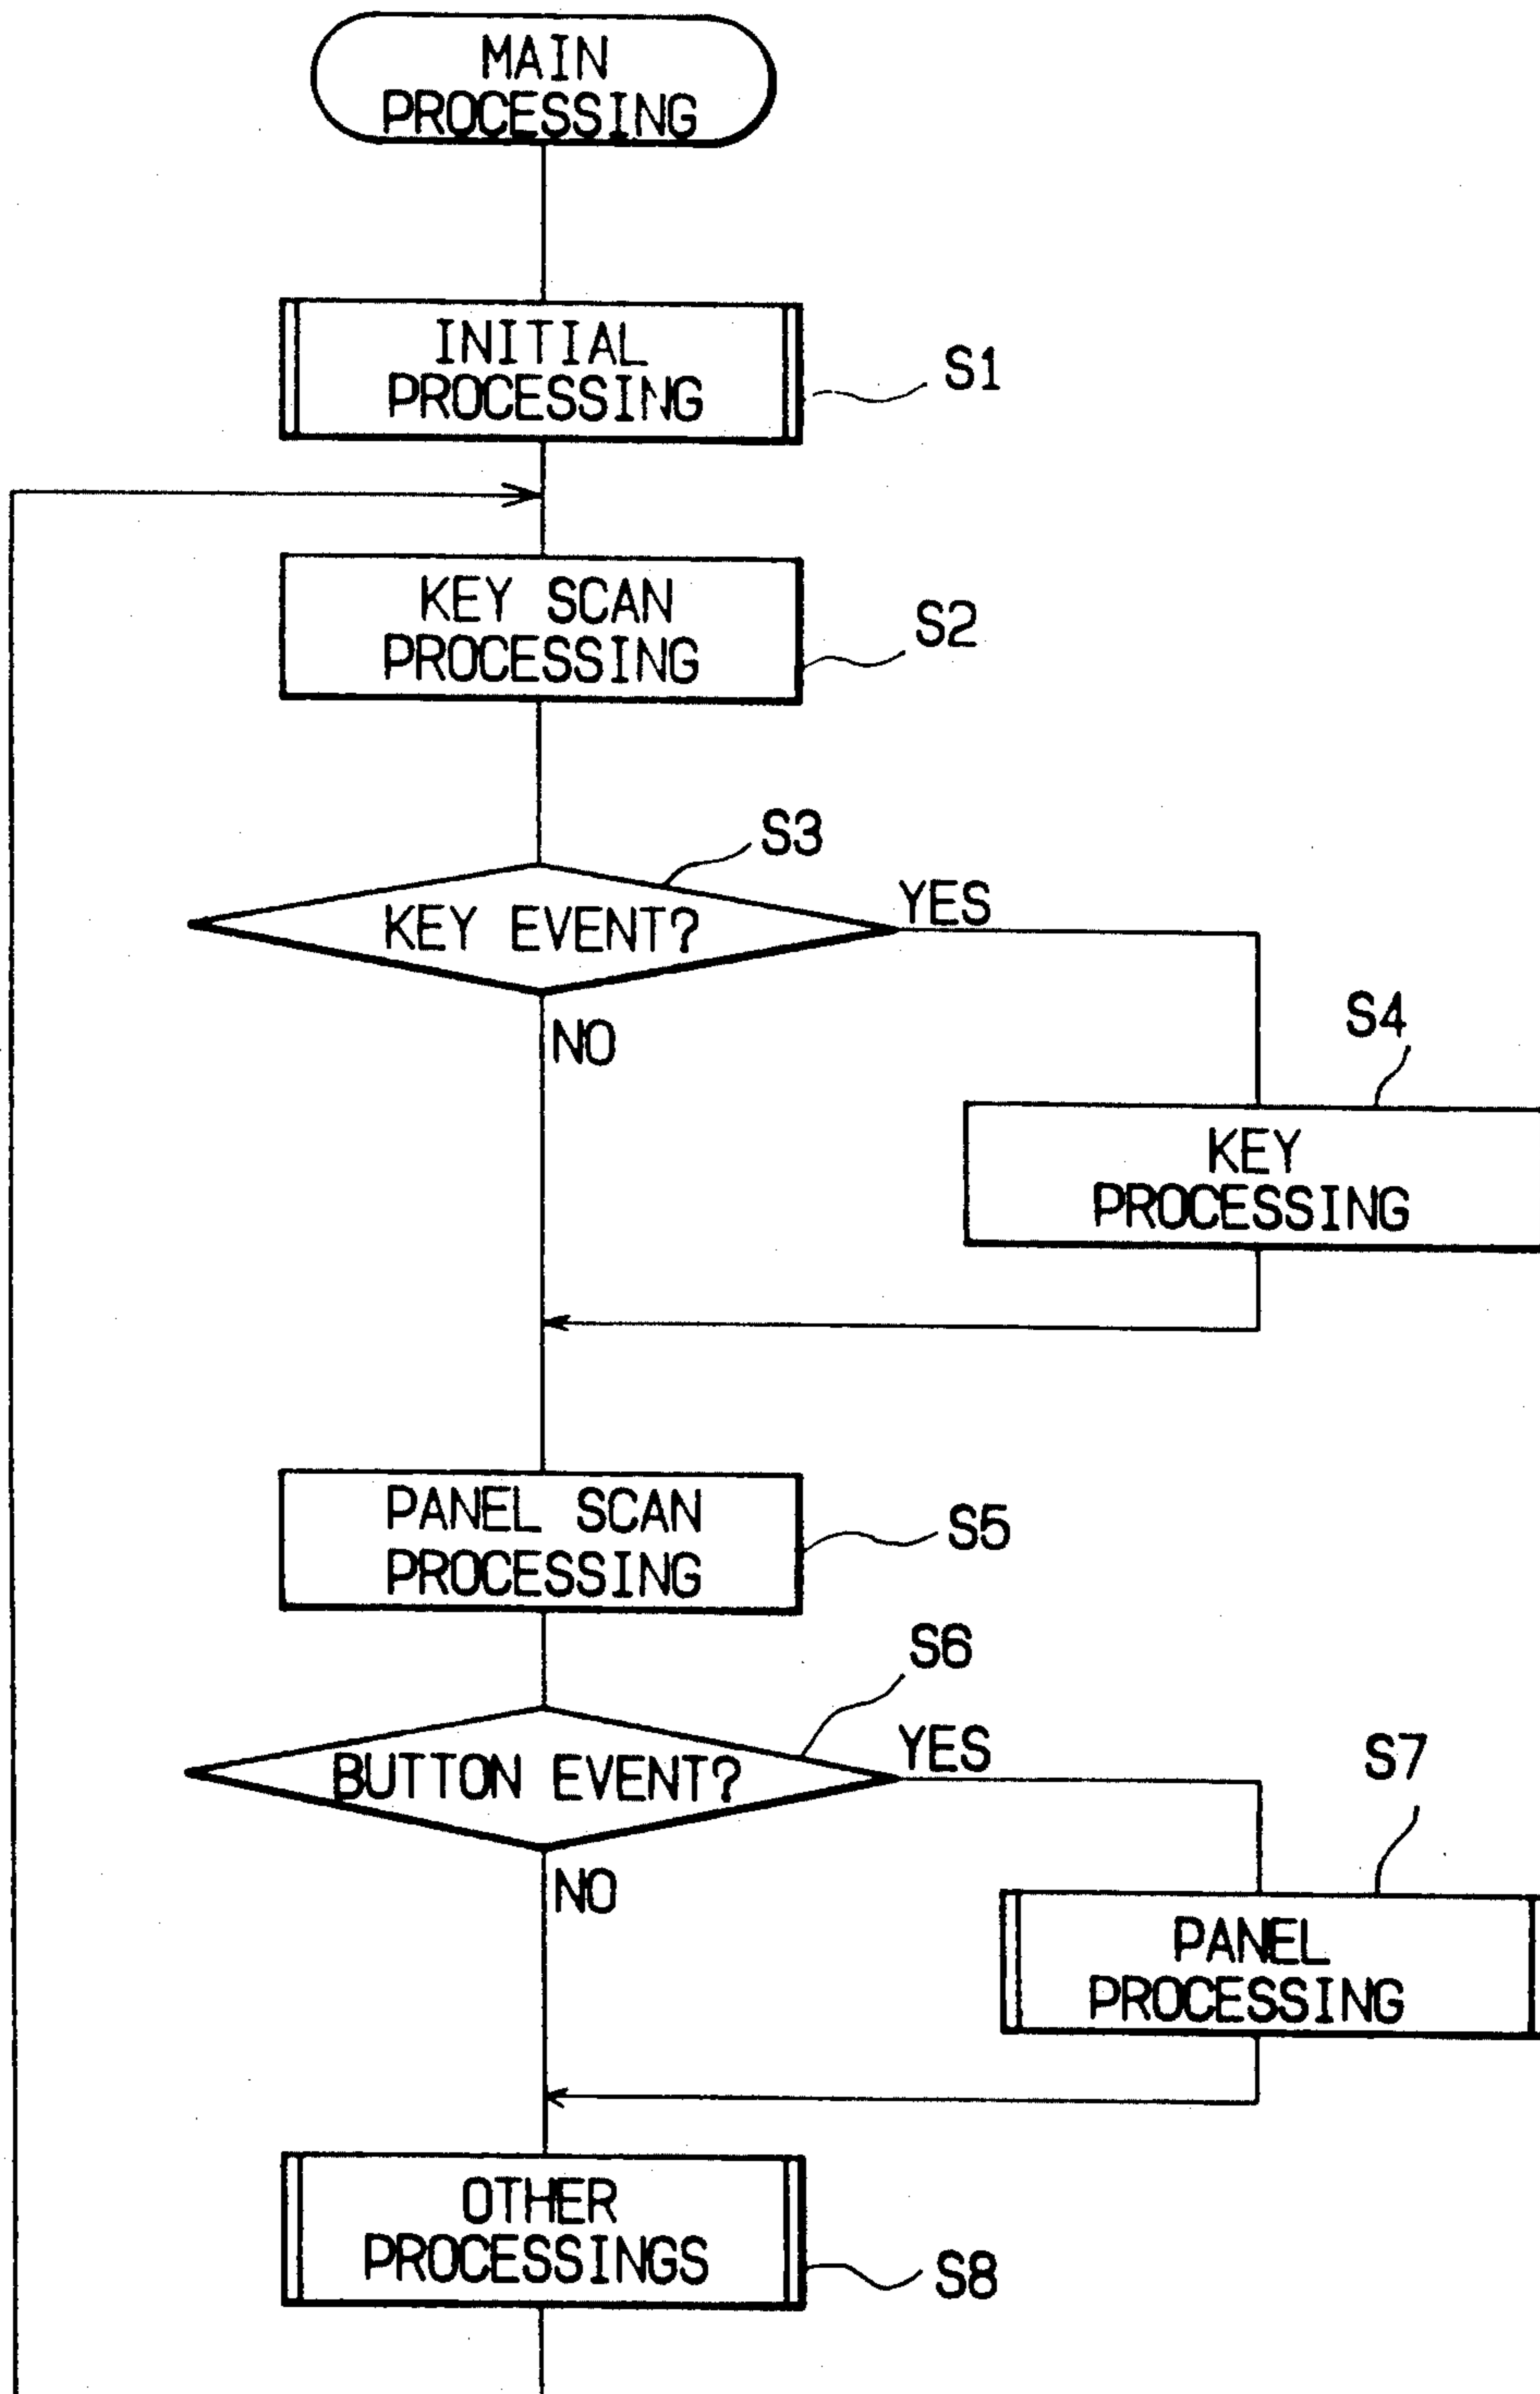 MAIN
PROCESSING
INITIAL
PROCESSING
S1
KEY SCAN
PROCESSING
S2
S3
KEY EVENT?
YES
NO
S4
KEY
PROCESSING
PANEL SCAN
PROCESSING
S5
S6
BUTTON EVENT?
YES
NO
S7
PANEL
PROCESSING
OTHER
PROCESSINGS
S8